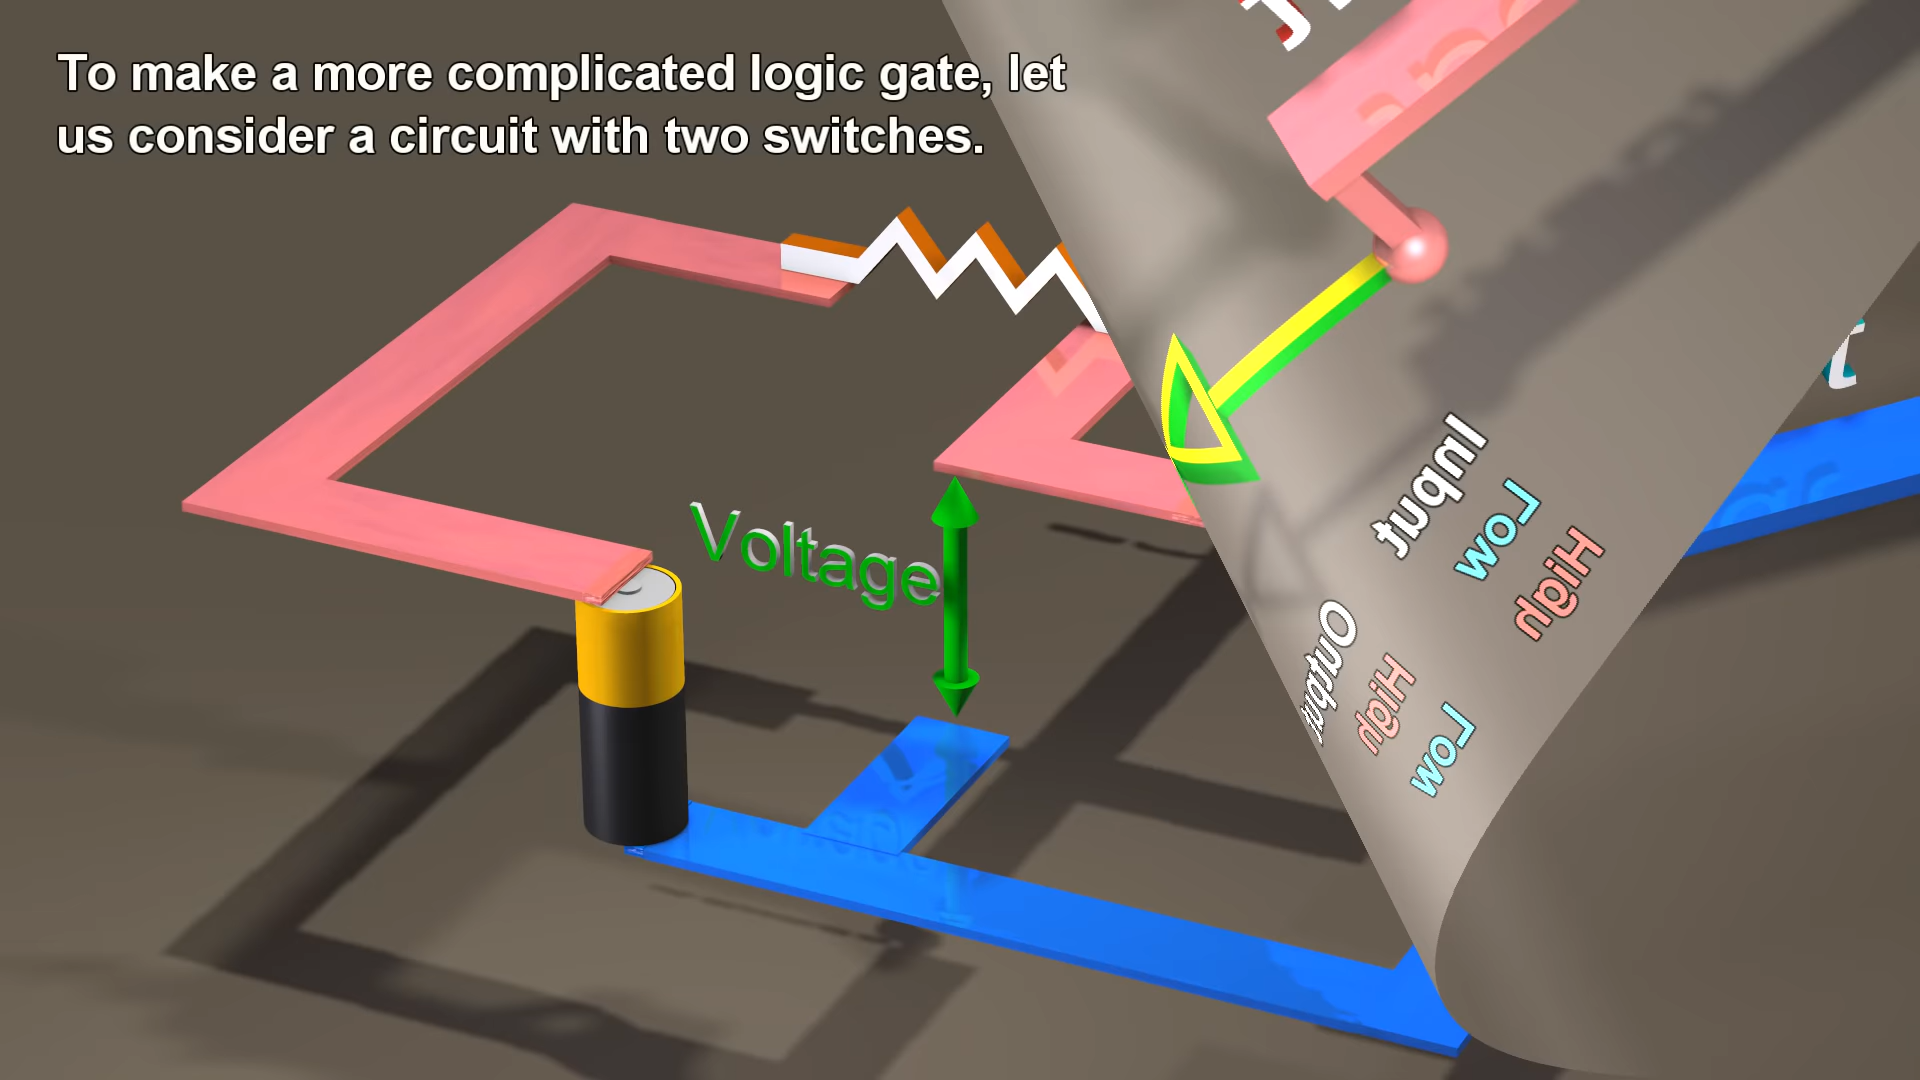 To make a more complicated logic gate, let
us consider a circuit with two switches.
Voltage
Input
Low
High
Output
High
Low